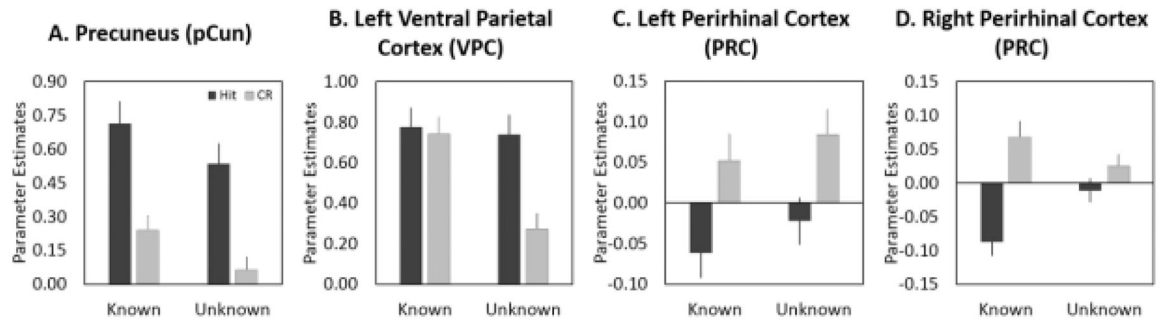 A. Precuneus (pCun)
Parameter Estimates
0.90
0.75
0.60
0.45
0.30
0.15
0.00
Hit CR
Known Unknown
B. Left Ventral Parietal
Cortex (VPC)
Parameter Estimates
1.00
0.80
0.60
0.40
0.20
0.00
Known Unknown
C. Left Perirhinal Cortex
(PRC)
Parameter Estimates
0.15
0.10
0.05
0.00
-0.05
-0.10
Known Unknown
D. Right Perirhinal Cortex
(PRC)
Parameter Estimates
0.15
0.10
0.05
0.00
-0.05
-0.10
-0.15
Known Unknown